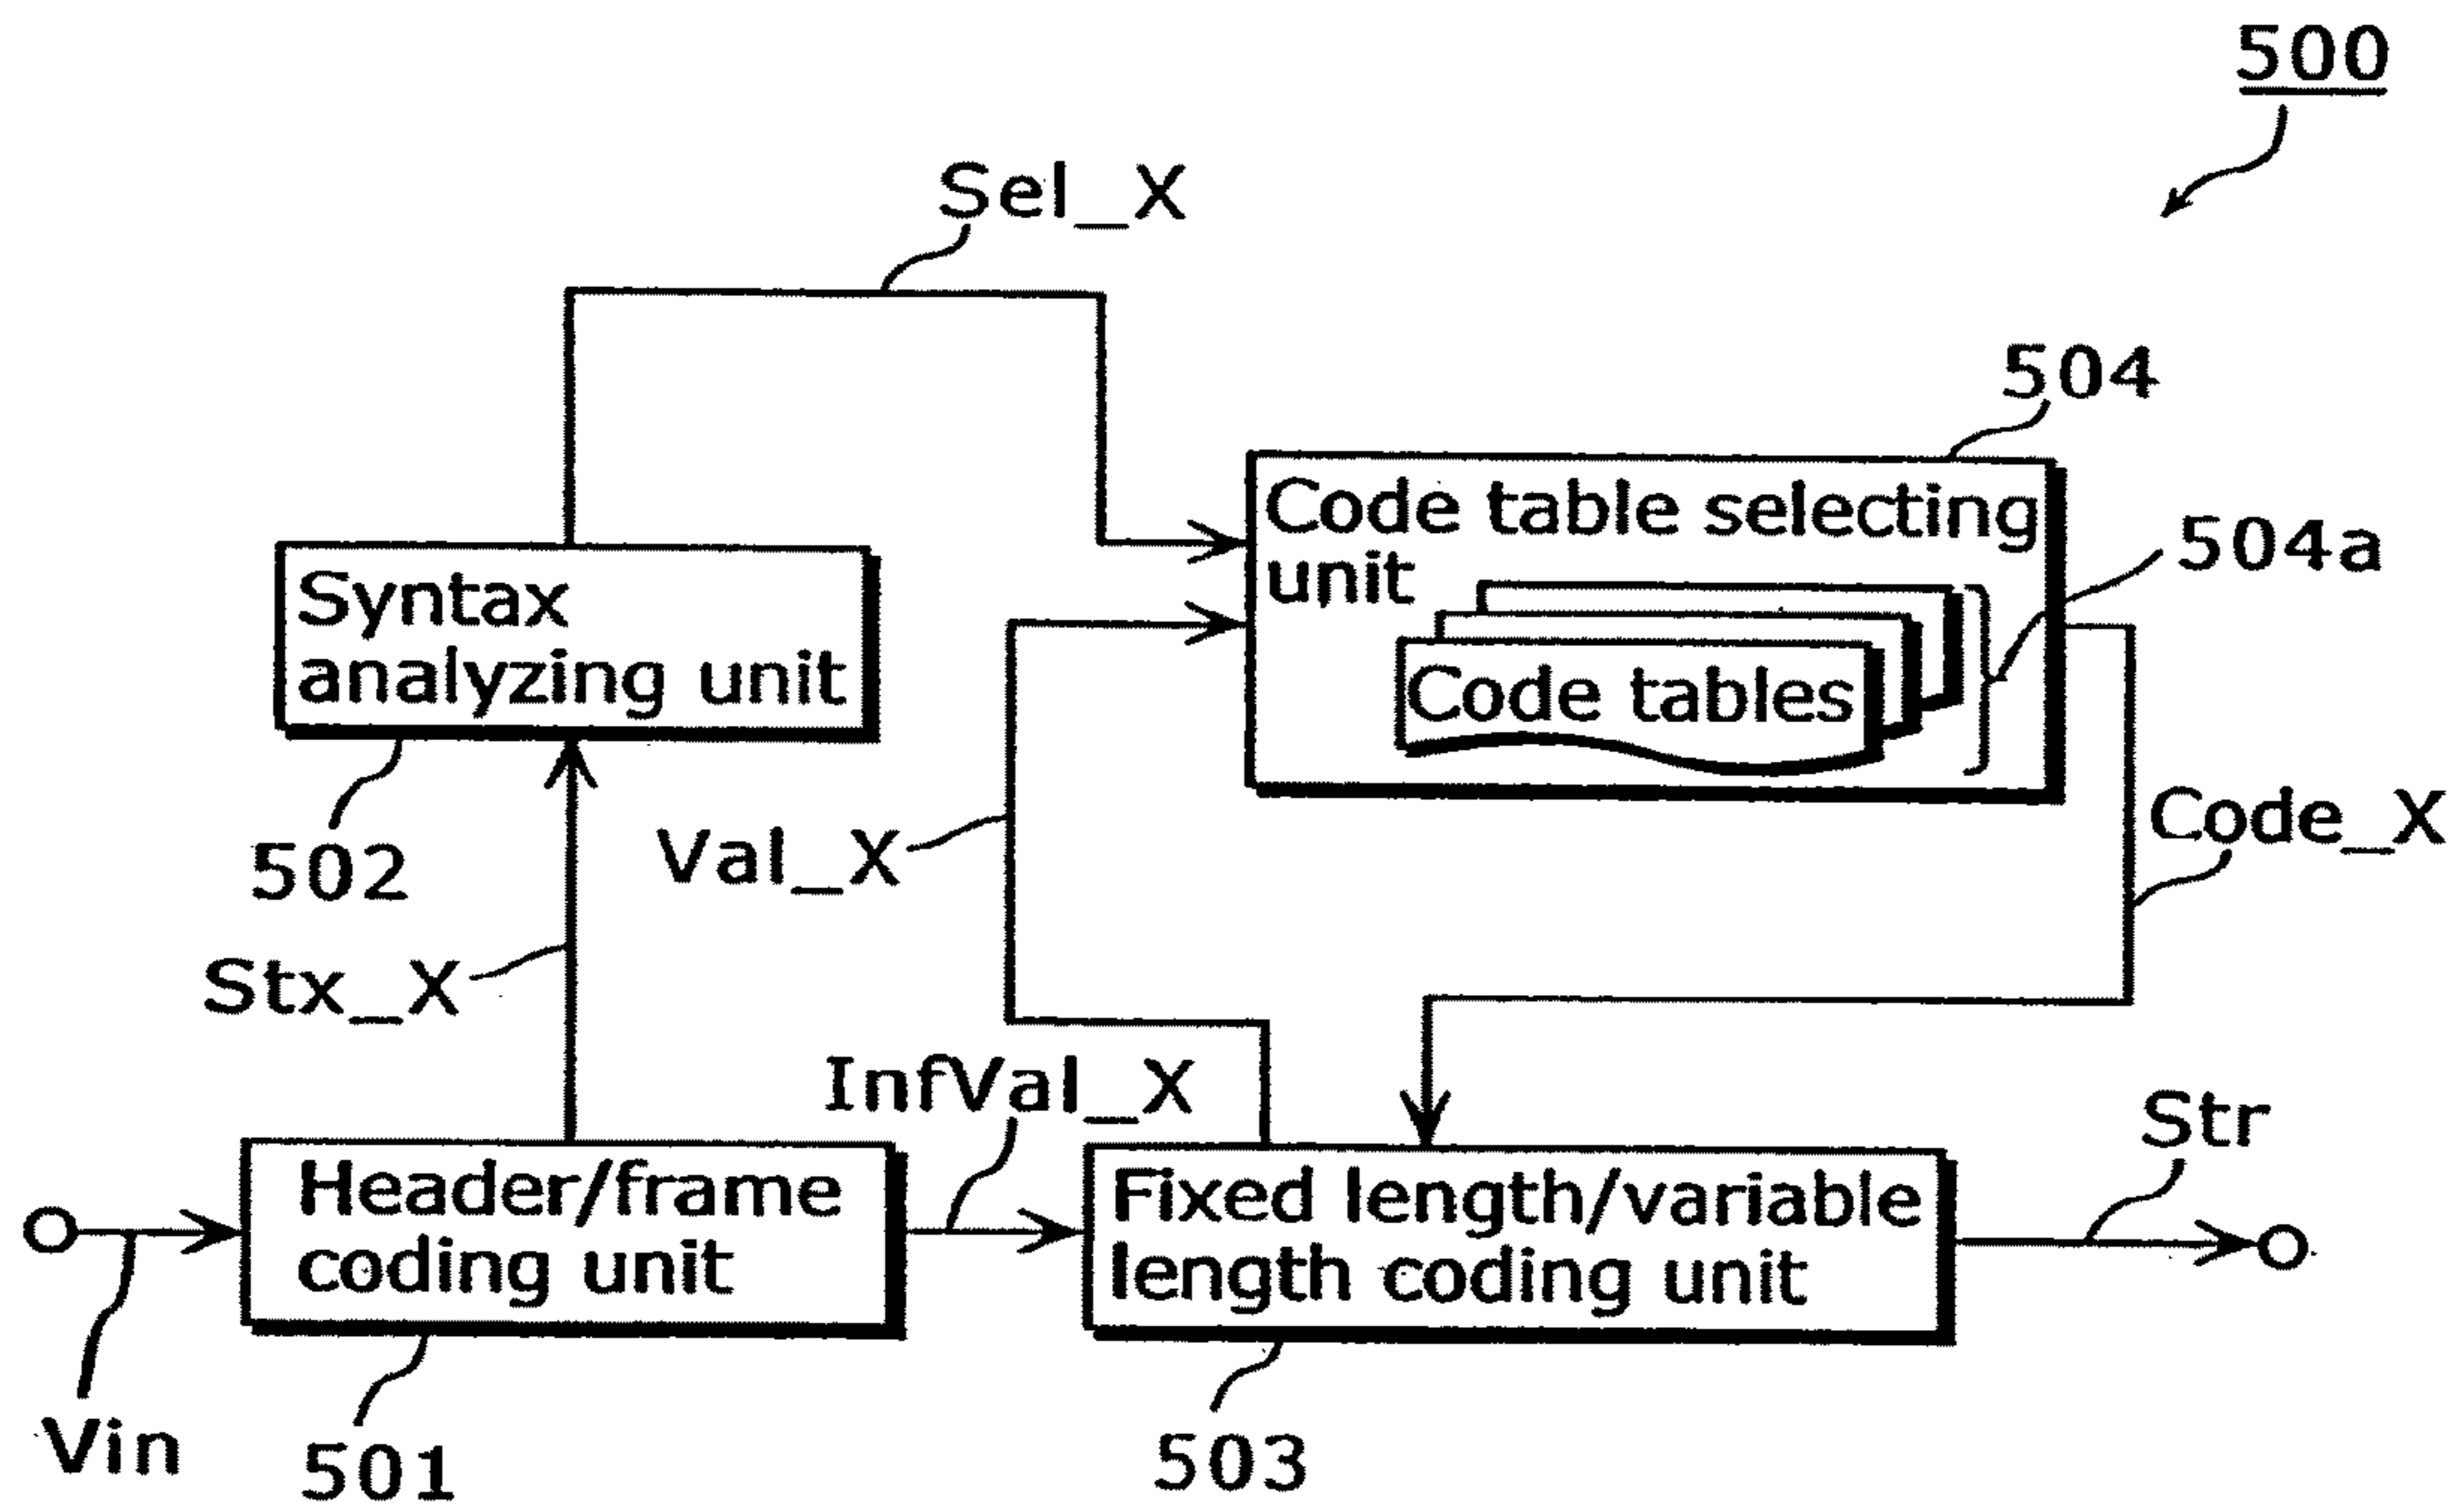 500
Sel_X
504
Code table selecting
unit
504a
Code tables
Syntax
analyzing unit
502
Val_X
Code_X
Stx_X
InfVal_X
Str
Header/frame
coding unit
Fixed length/variable
length coding unit
Vin
501
503